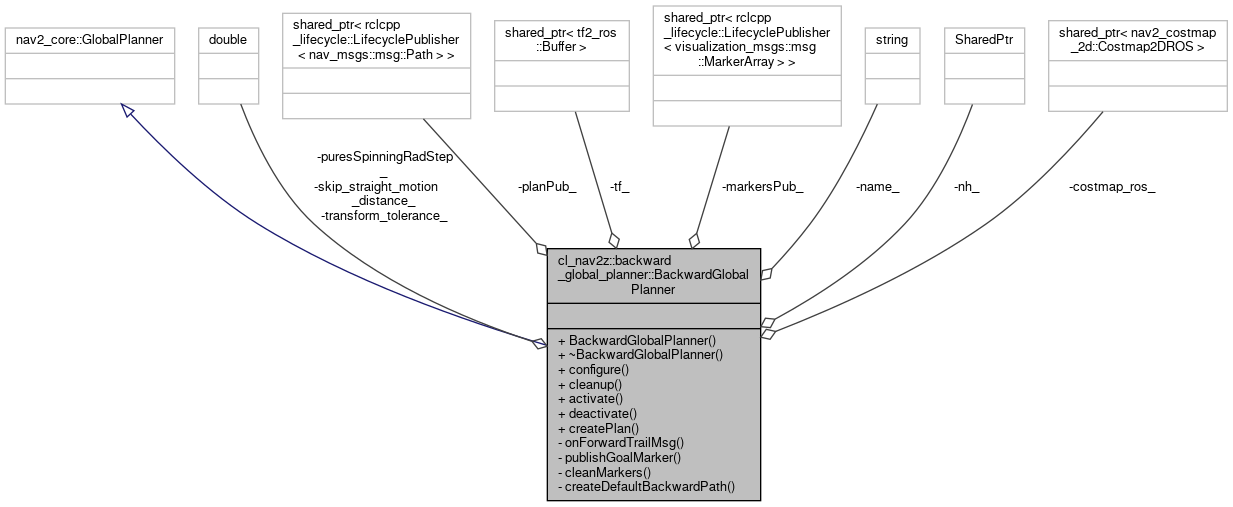 nav2_core::GlobalPlanner
double
shared_ptr< rclcpp
_lifecycle::LifecyclePublisher
< nav_msgs::msg::Path > >
shared_ptr< tf2_ros
::Buffer >
shared_ptr< rclcpp
_lifecycle::LifecyclePublisher
< visualization_msgs::msg
::MarkerArray > >
string
SharedPtr
shared_ptr< nav2_costmap
_2d::Costmap2DROS >
-puresSpinningRadStep
_
-skip_straight_motion
_distance_
-transform_tolerance_
-planPub_
-tf_
-markersPub_
-name_
-nh_
-costmap_ros_
cl_nav2z::backward
_global_planner::BackwardGlobal
Planner
+ BackwardGlobalPlanner()
+ ~BackwardGlobalPlanner()
+ configure()
+ cleanup()
+ activate()
+ deactivate()
+ createPlan()
- onForwardTrailMsg()
- publishGoalMarker()
- cleanMarkers()
- createDefaultBackwardPath()